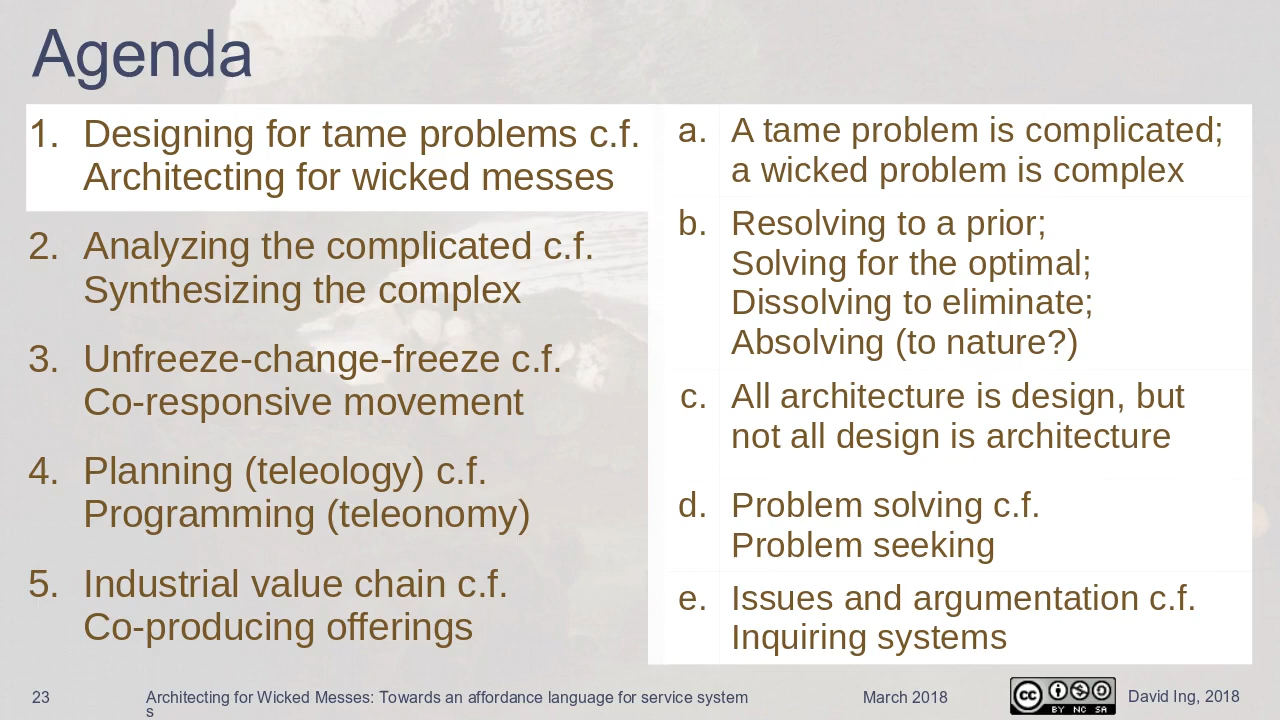 Agenda
1. Designing for tame problems c.f.
Architecting for wicked messes
2. Analyzing the complicated c.f.
Synthesizing the complex
3. Unfreeze-change-freeze c.f.
Co-responsive movement
4. Planning (teleology) c.f.
Programming (teleonomy)
5. Industrial value chain c.f.
Co-producing offerings
a. A tame problem is complicated;
a wicked problem is complex
b. Resolving to a prior;
Solving for the optimal;
Dissolving to eliminate;
Absolving (to nature?)
c. All architecture is design, but
not all design is architecture
d. Problem solving c.f.
Problem seeking
e. Issues and argumentation c.f.
Inquiring systems
23
Architecting for Wicked Messes: Towards an affordance language for service system
s
March 2018
cc
BY NC SA
David Ing, 2018